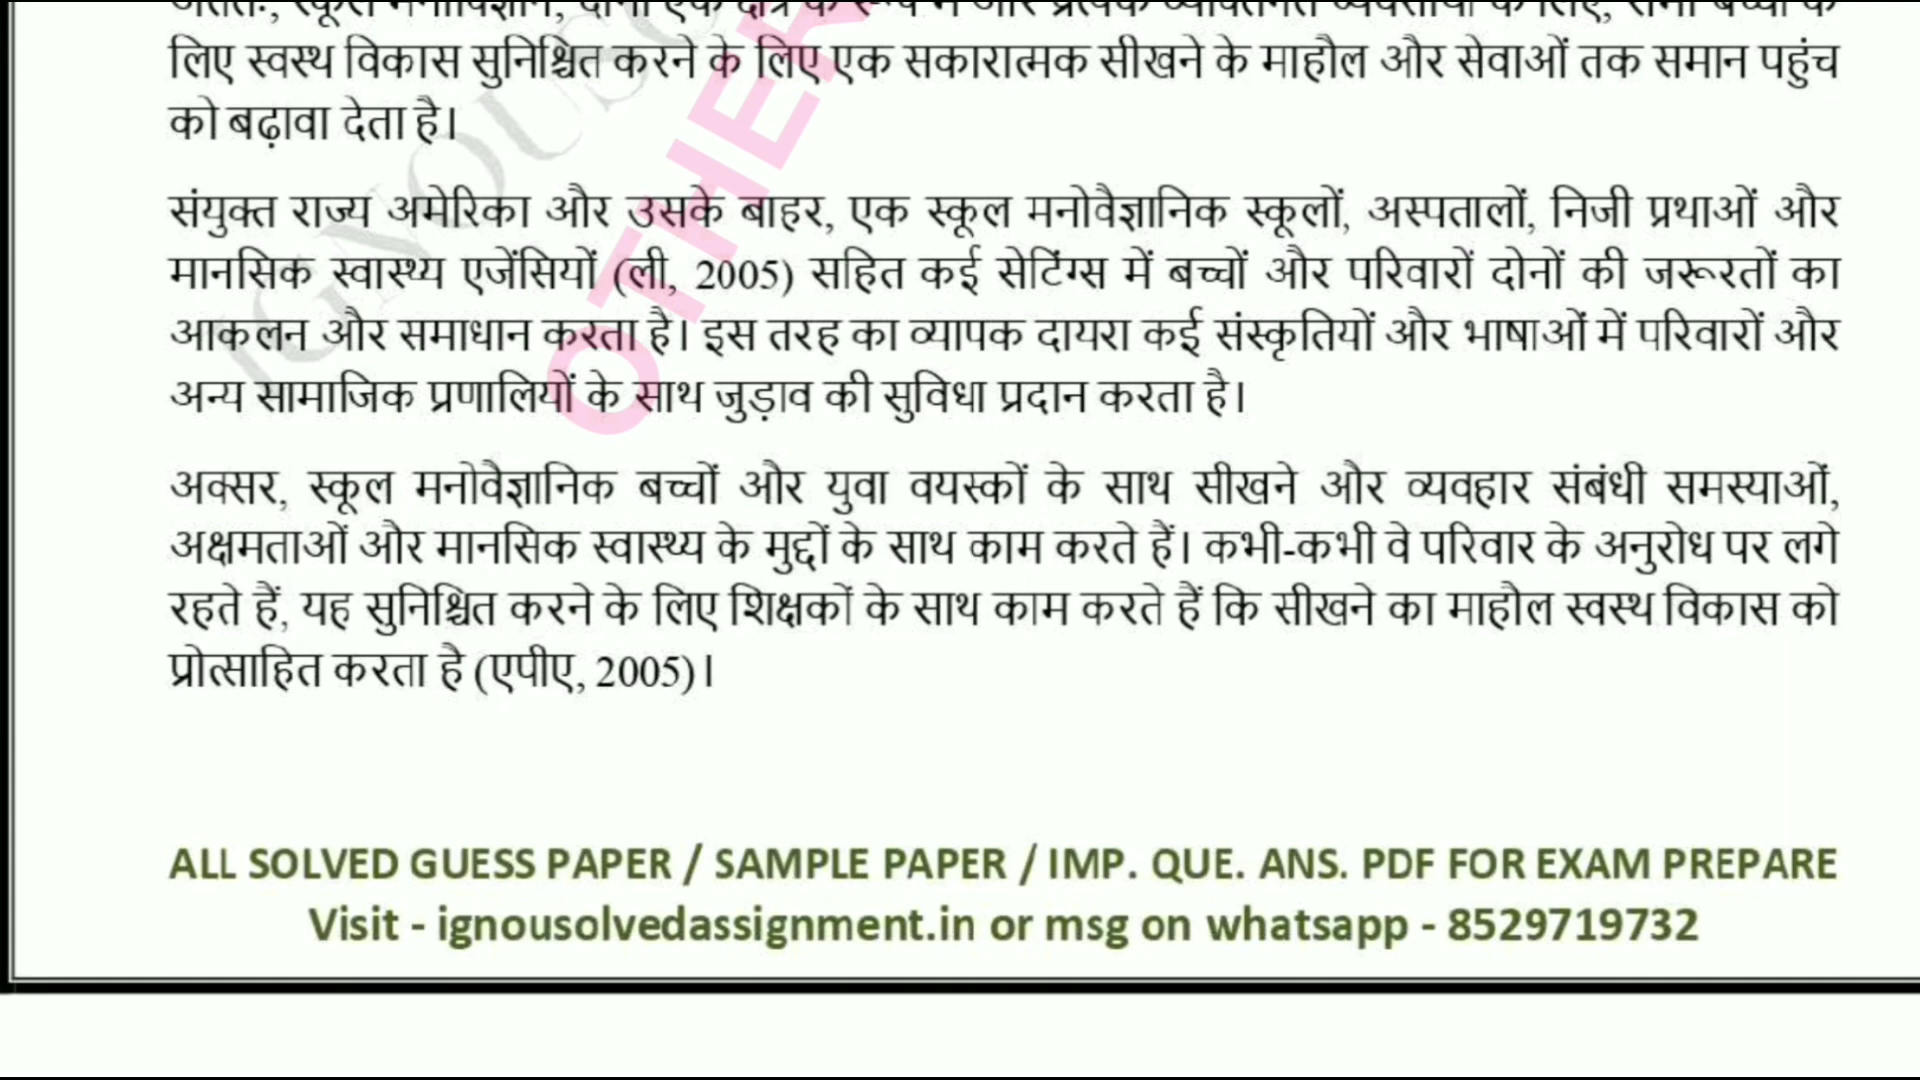 लिए स्वस्थ विकास सुनिश्चित करने के लिए एक सकारात्मक सीखने के माहौल और सेवाओं तक समान पहुंच
को बढ़ावा देता है।
संयुक्त राज्य अमेरिका और उसके बाहर, एक स्कूल मनोवैज्ञानिक स्कूलों, अस्पतालों, निजी प्रथाओं और
मानसिक स्वास्थ्य एजेंसियों (ली, 2005) सहित कई सेटिंग्स में बच्चों और परिवारों दोनों की जरूरतों का
आकलन और समाधान करता है। इस तरह का व्यापक दायरा कई संस्कृतियों और भाषाओं में परिवारों और
अन्य सामाजिक प्रणालियों के साथ जुड़ाव की सुविधा प्रदान करता है।
अक्सर, स्कूल मनोवैज्ञानिक बच्चों और युवा वयस्कों के साथ सीखने और व्यवहार संबंधी समस्याओं,
अक्षमताओं और मानसिक स्वास्थ्य के मुद्दों के साथ काम करते हैं। कभी-कभी वे परिवार के अनुरोध पर लगे
रहते हैं, यह सुनिश्चित करने के लिए शिक्षकों के साथ काम करते हैं कि सीखने का माहौल स्वस्थ विकास को
प्रोत्साहित करता है (एपीए, 2005)।
IGNOUS
OTHER
ALL SOLVED GUESS PAPER / SAMPLE PAPER / IMP. QUE. ANS. PDF FOR EXAM PREPARE
Visit - ignousolvedassignment.in or msg on whatsapp - 8529719732